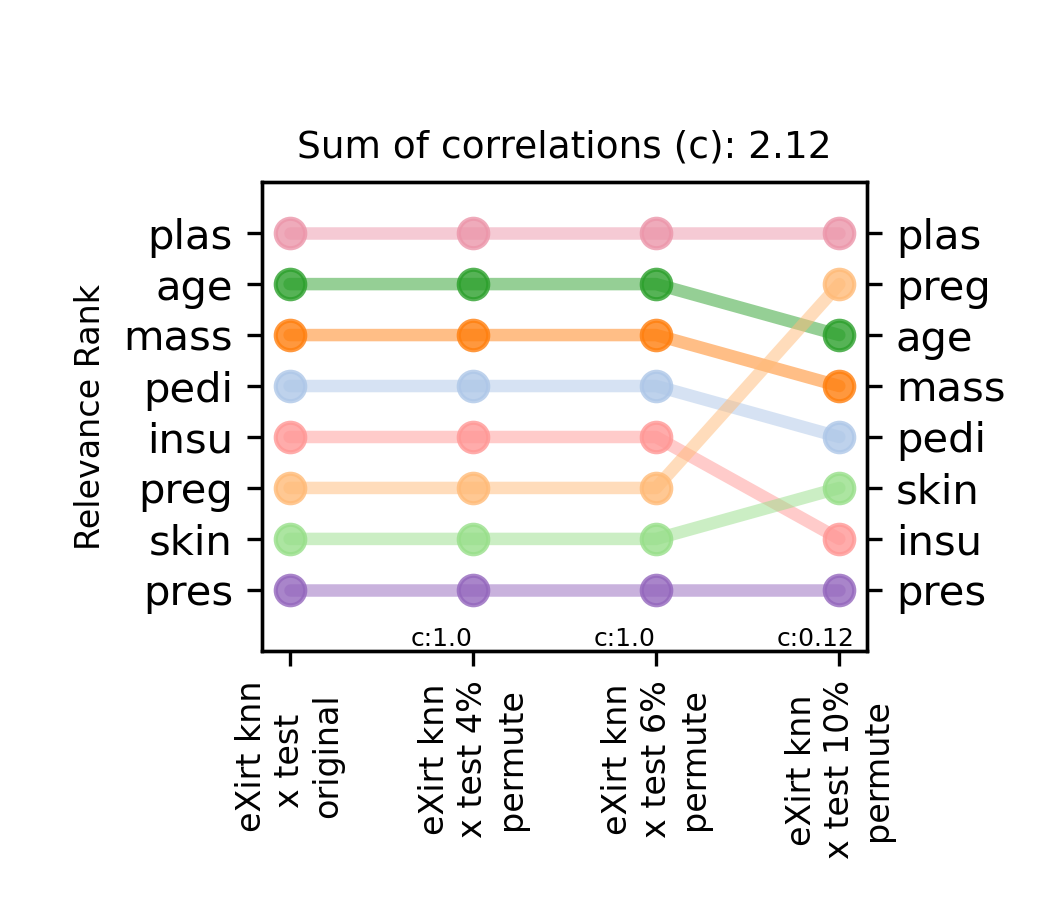 Sum of correlations (c): 2.12
Relevance Rank
plas
age
mass
pedi
insu
preg
skin
pres
plas
preg
age
mass
pedi
skin
insu
pres
c:1.0
c:1.0
c:0.12
eXirt knn
x test
original
eXirt knn
x test 4%
permute
eXirt knn
x test 6%
permute
eXirt knn
x test 10%
permute